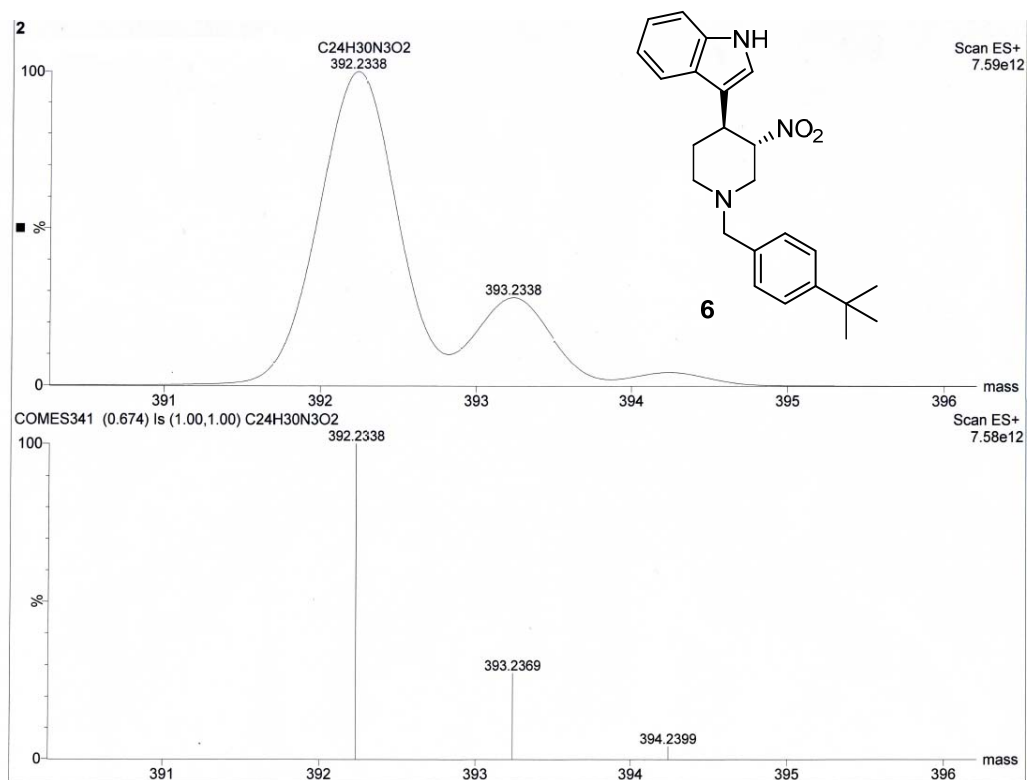 2
C24H30N3O2
392.2338
100
Scan ES+
7.59e12
NH
NO2
N
%
393.2338
6
0
391 392 393 394 395 396
mass
COMES341 (0.674) Is (1.00,1.00) C24H30N3O2
Scan ES+
7.58e12
392.2338
100
%
393.2369
394.2399
0
391 392 393 394 395 396
mass